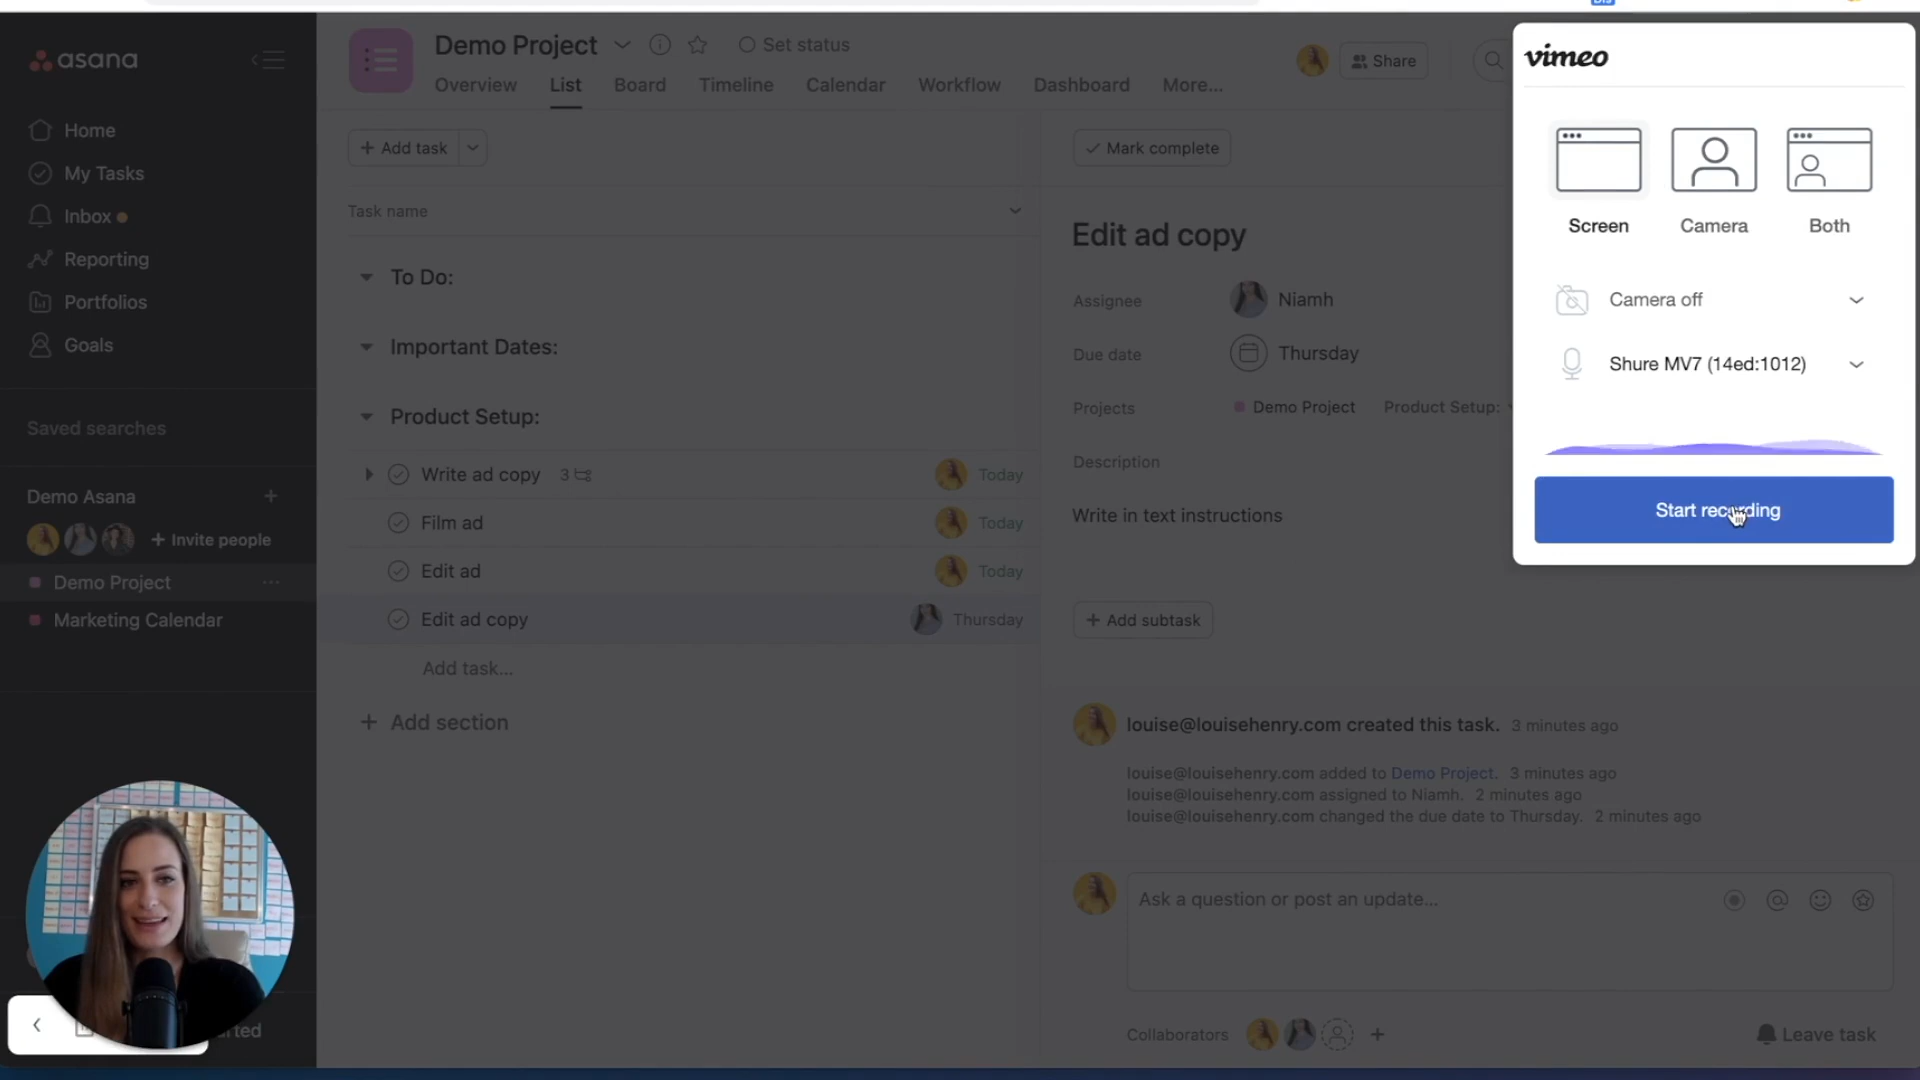 asana
Home
My Tasks
Inbox
Reporting
Portfolios
Goals
Saved searches
Demo Asana
+ Invite people
Demo Project
Marketing Calendar
Demo Project
Set status
Share
Overview
List
Board
Timeline
Calendar
Workflow
Dashboard
More...
+ Add task
Task name
To Do:
Important Dates:
Product Setup:
Write ad copy 3
Today
Film ad
Today
Edit ad
Today
Edit ad copy
Thursday
Add task...
+ Add section
Mark complete
Edit ad copy
Assignee
Niamh
Due date
Thursday
Projects
Demo Project
Product Setup:
Description
Write in text instructions
+ Add subtask
louise@louisehenry.com created this task. 3 minutes ago
louise@louisehenry.com added to Demo Project. 3 minutes ago
louise@louisehenry.com assigned to Niamh. 2 minutes ago
louise@louisehenry.com changed the due date to Thursday. 2 minutes ago
Ask a question or post an update...
Collaborators
Leave task
vimeo
Screen
Camera
Both
Camera off
Shure MV7 (14ed:1012)
Start recording